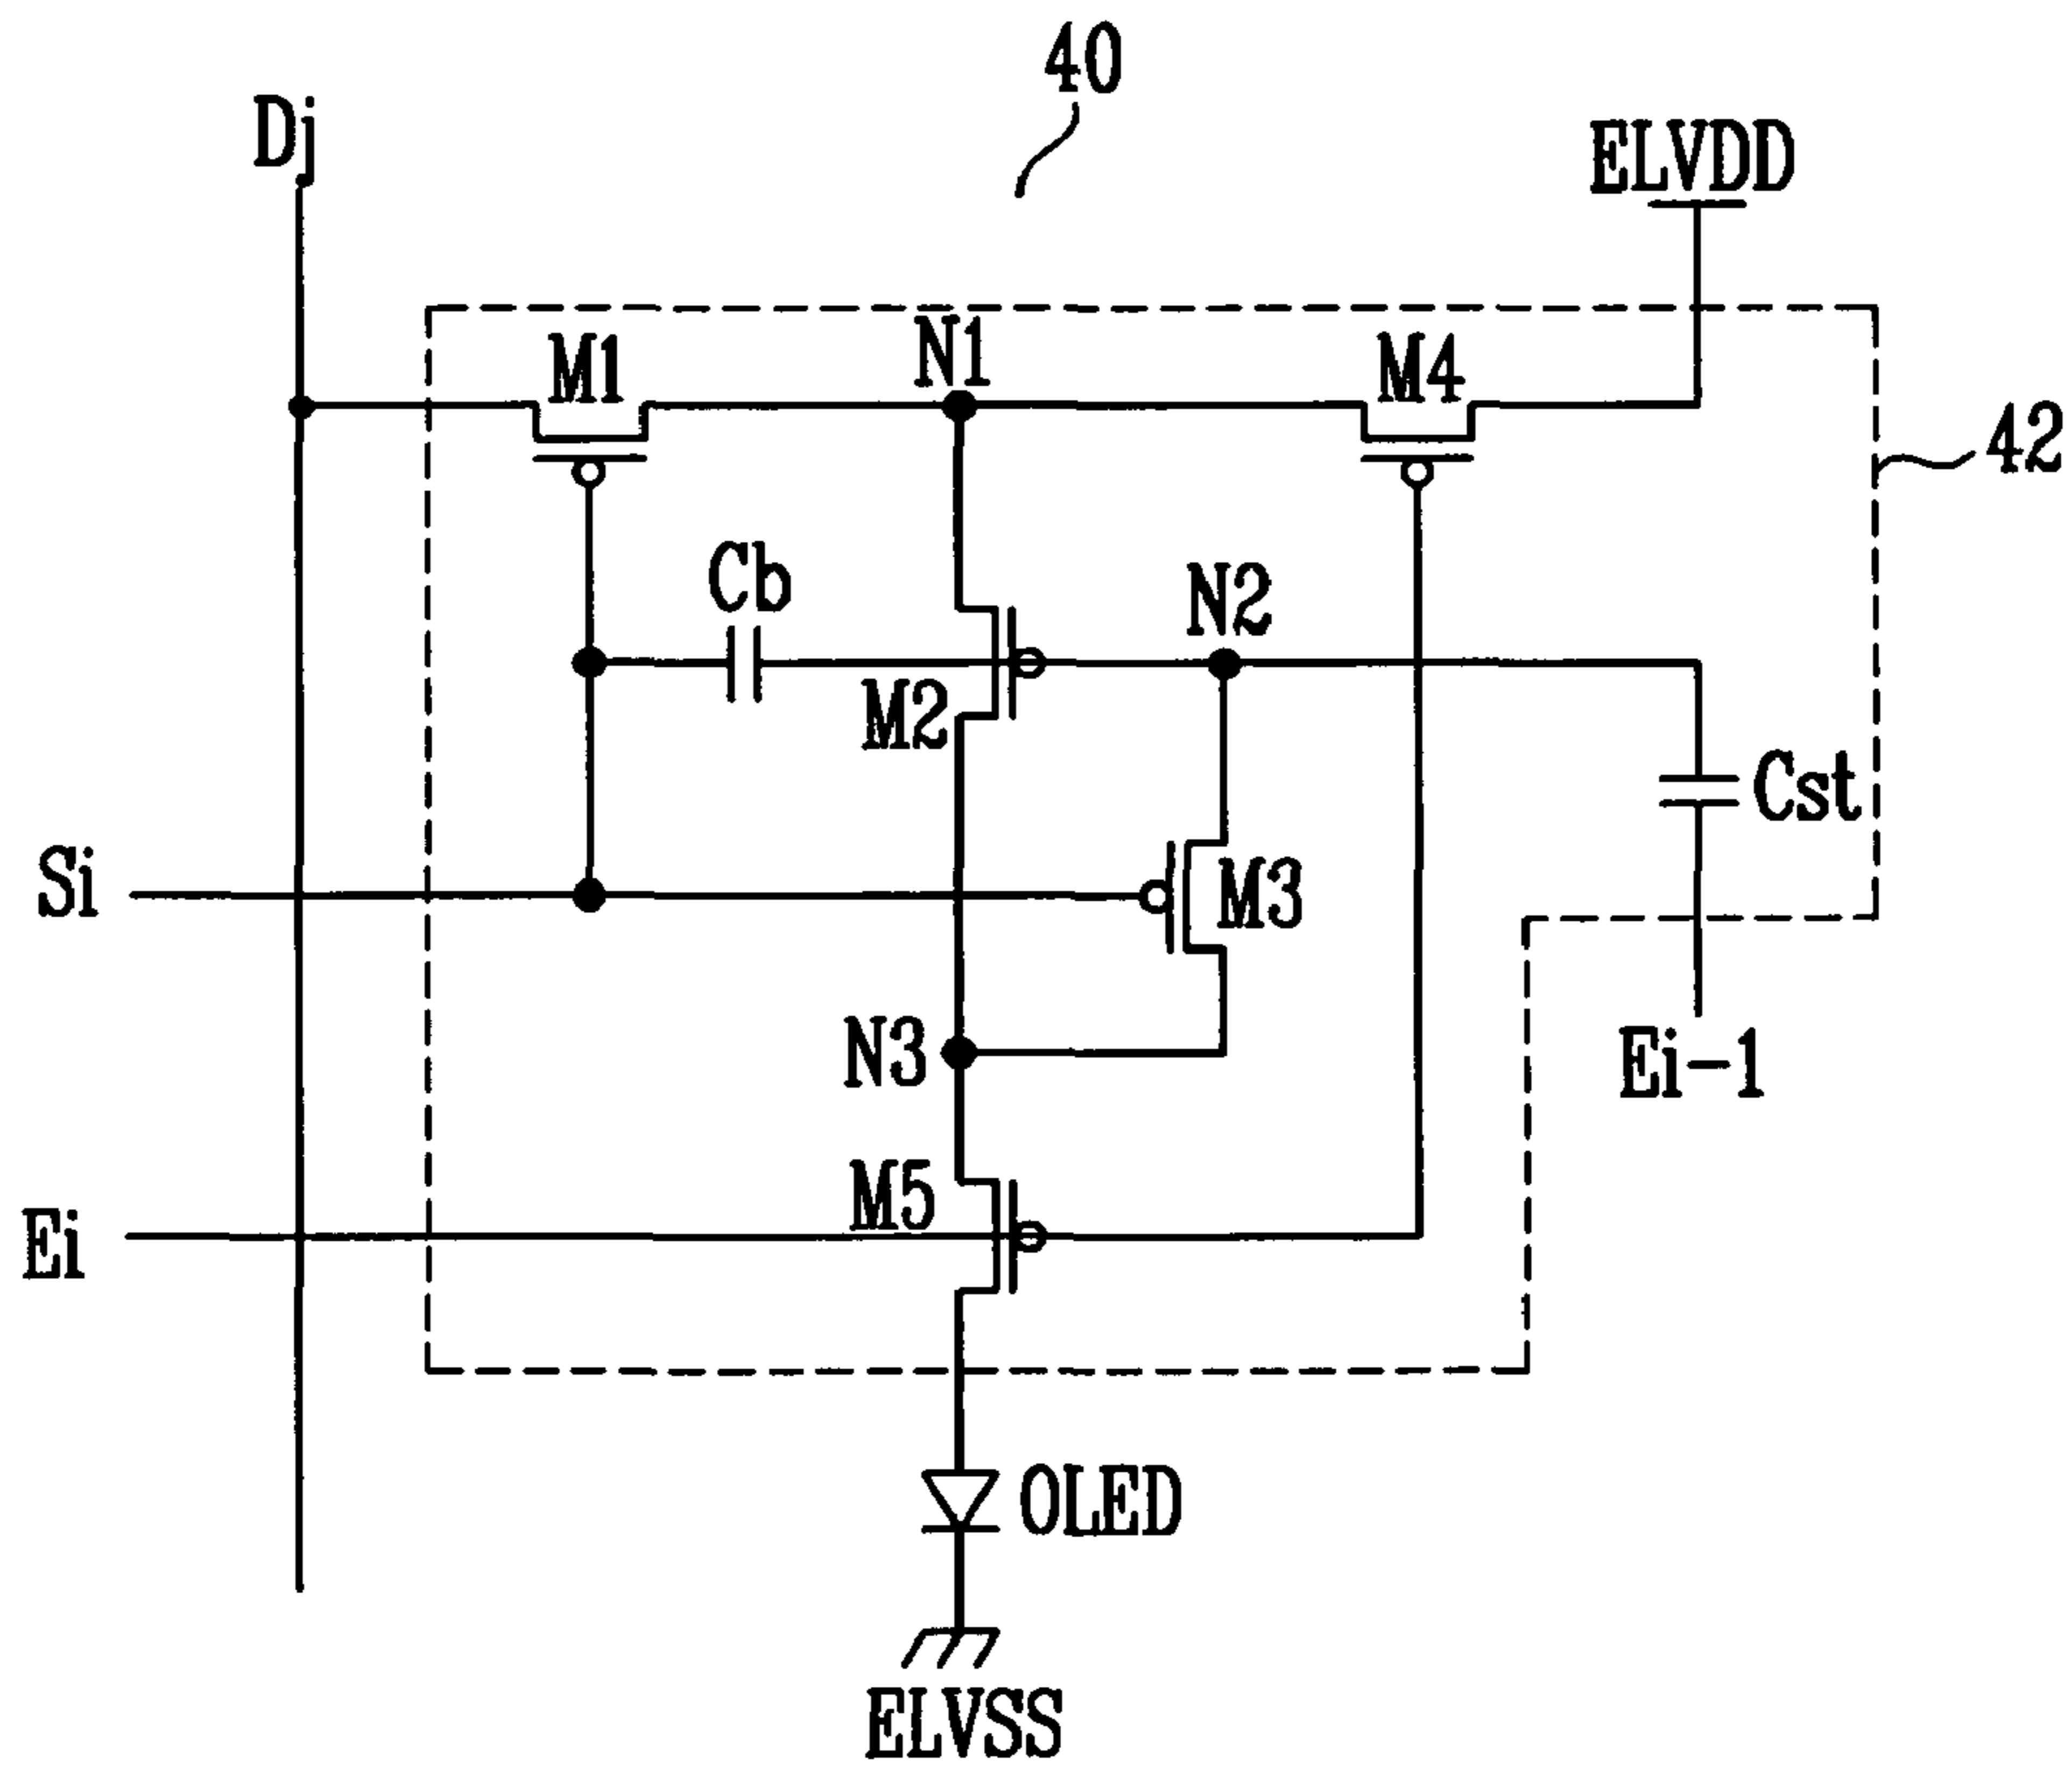 40
Dj
ELVDD
M1
N1
M4
42
Cb
N2
M2
Cst
Si
M3
N3
Ei-1
M5
Ei
OLED
ELVSS